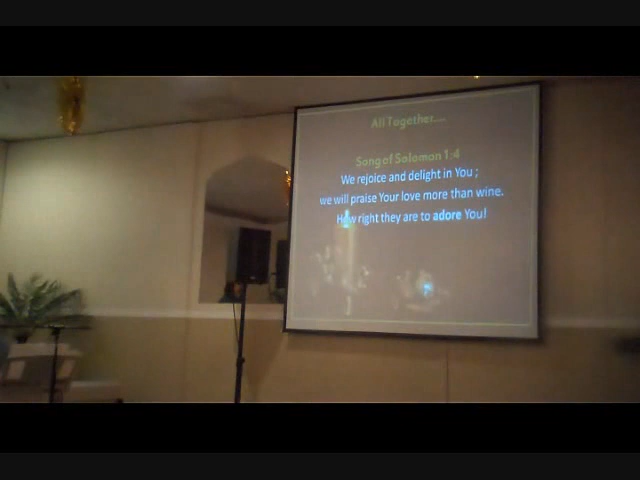 All Together....
Song of Solomon 1:4
We rejoice and delight in You ;
we will praise Your love more than wine.
How right they are to adore You!